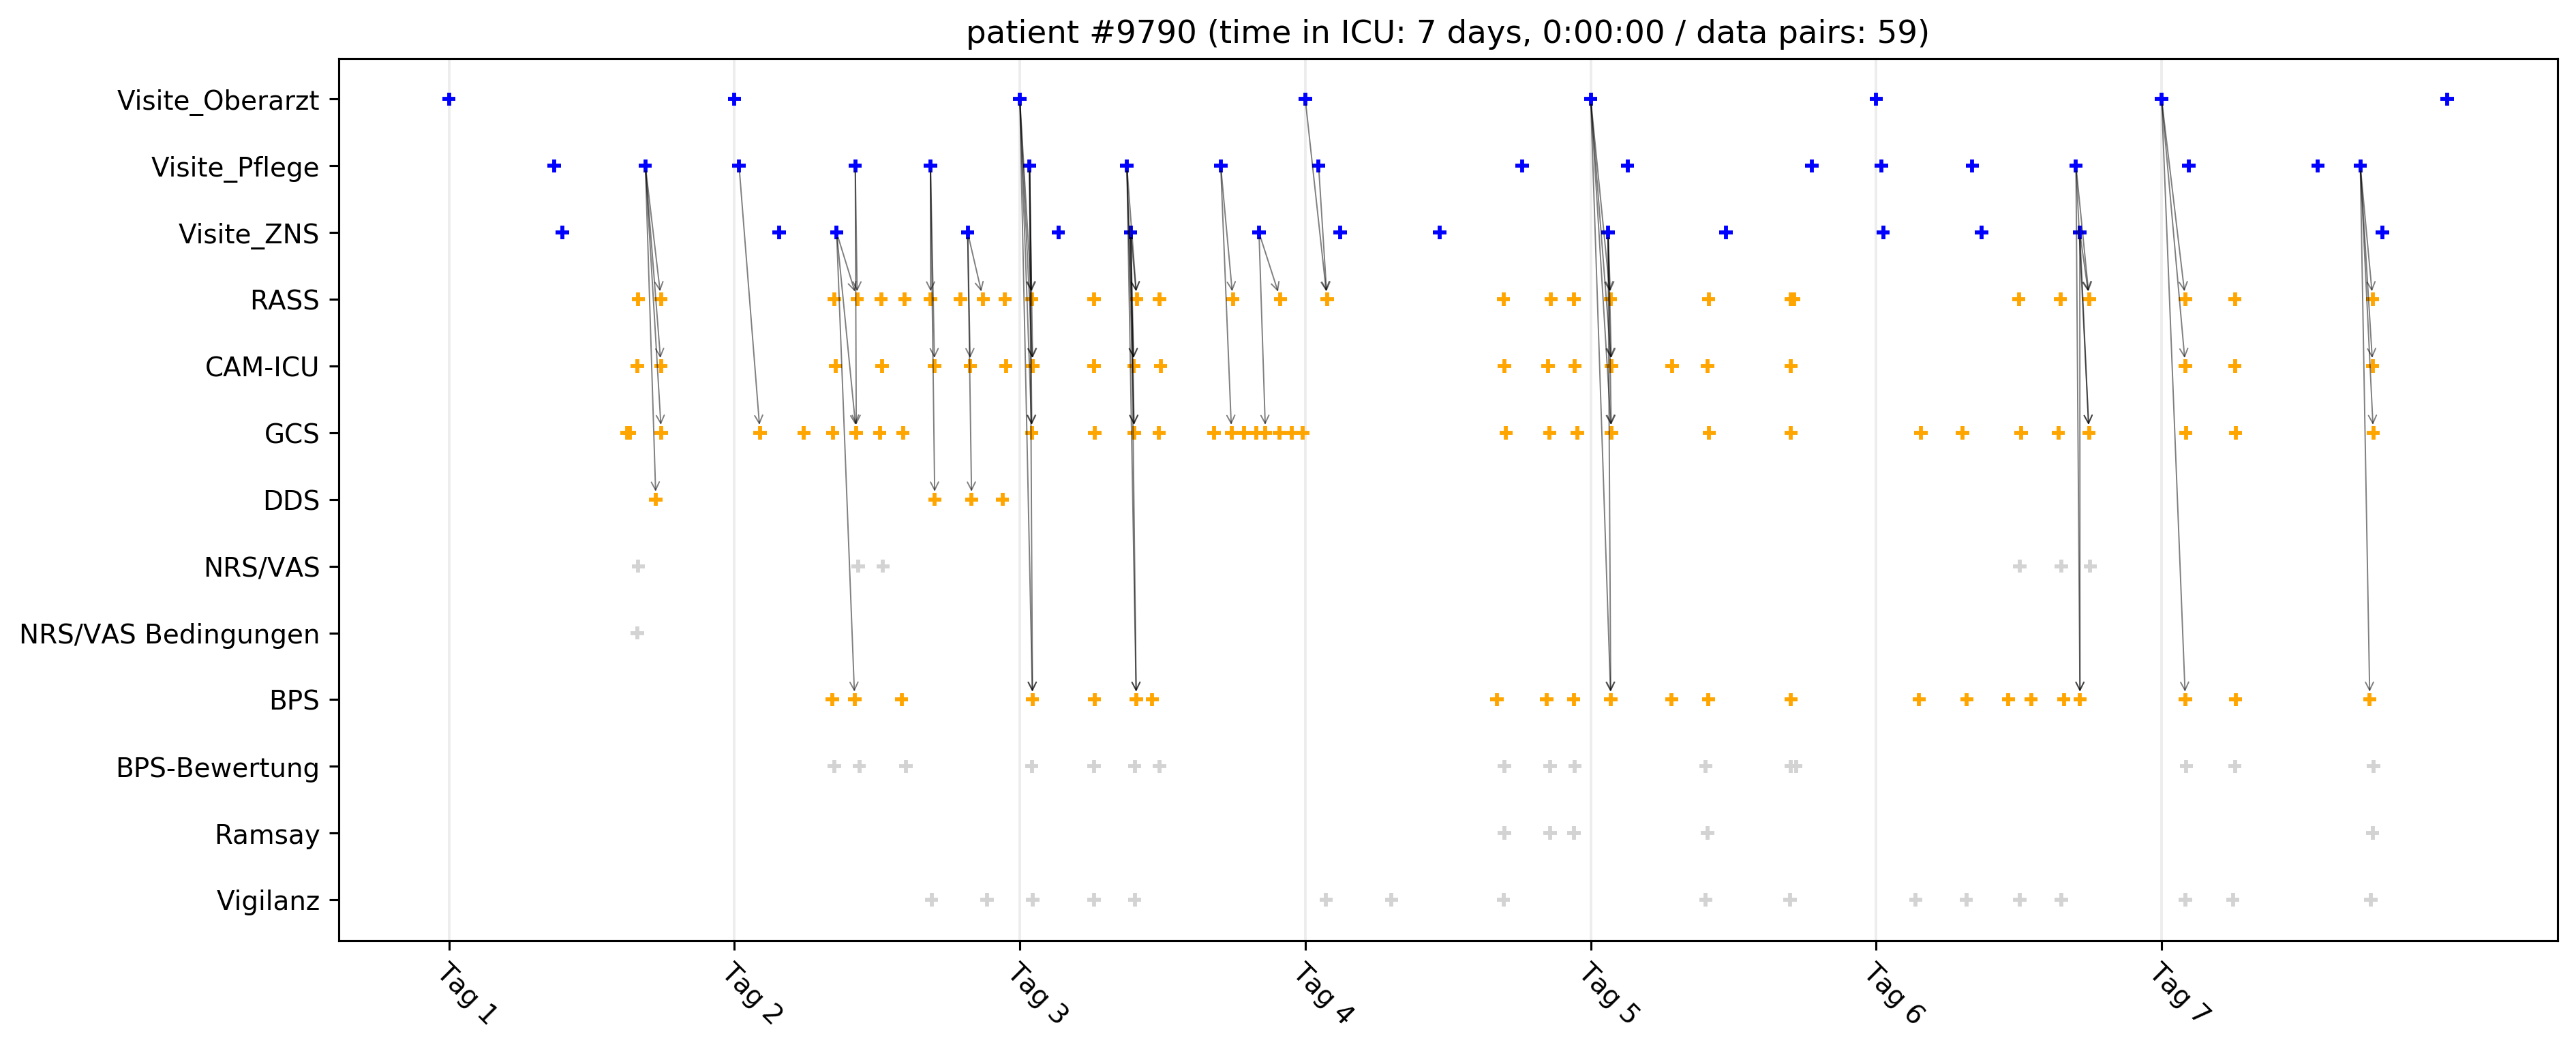 patient #9790 (time in ICU: 7 days, 0:00:00 / data pairs: 59)
Visite_Oberarzt
Visite_Pflege
Visite_ZNS
RASS
CAM-ICU
GCS
DDS
NRS/VAS
NRS/VAS Bedingungen
BPS
BPS-Bewertung
Ramsay
Vigilanz
Tag 1
Tag 2
Tag 3
Tag 4
Tag 5
Tag 6
Tag 7